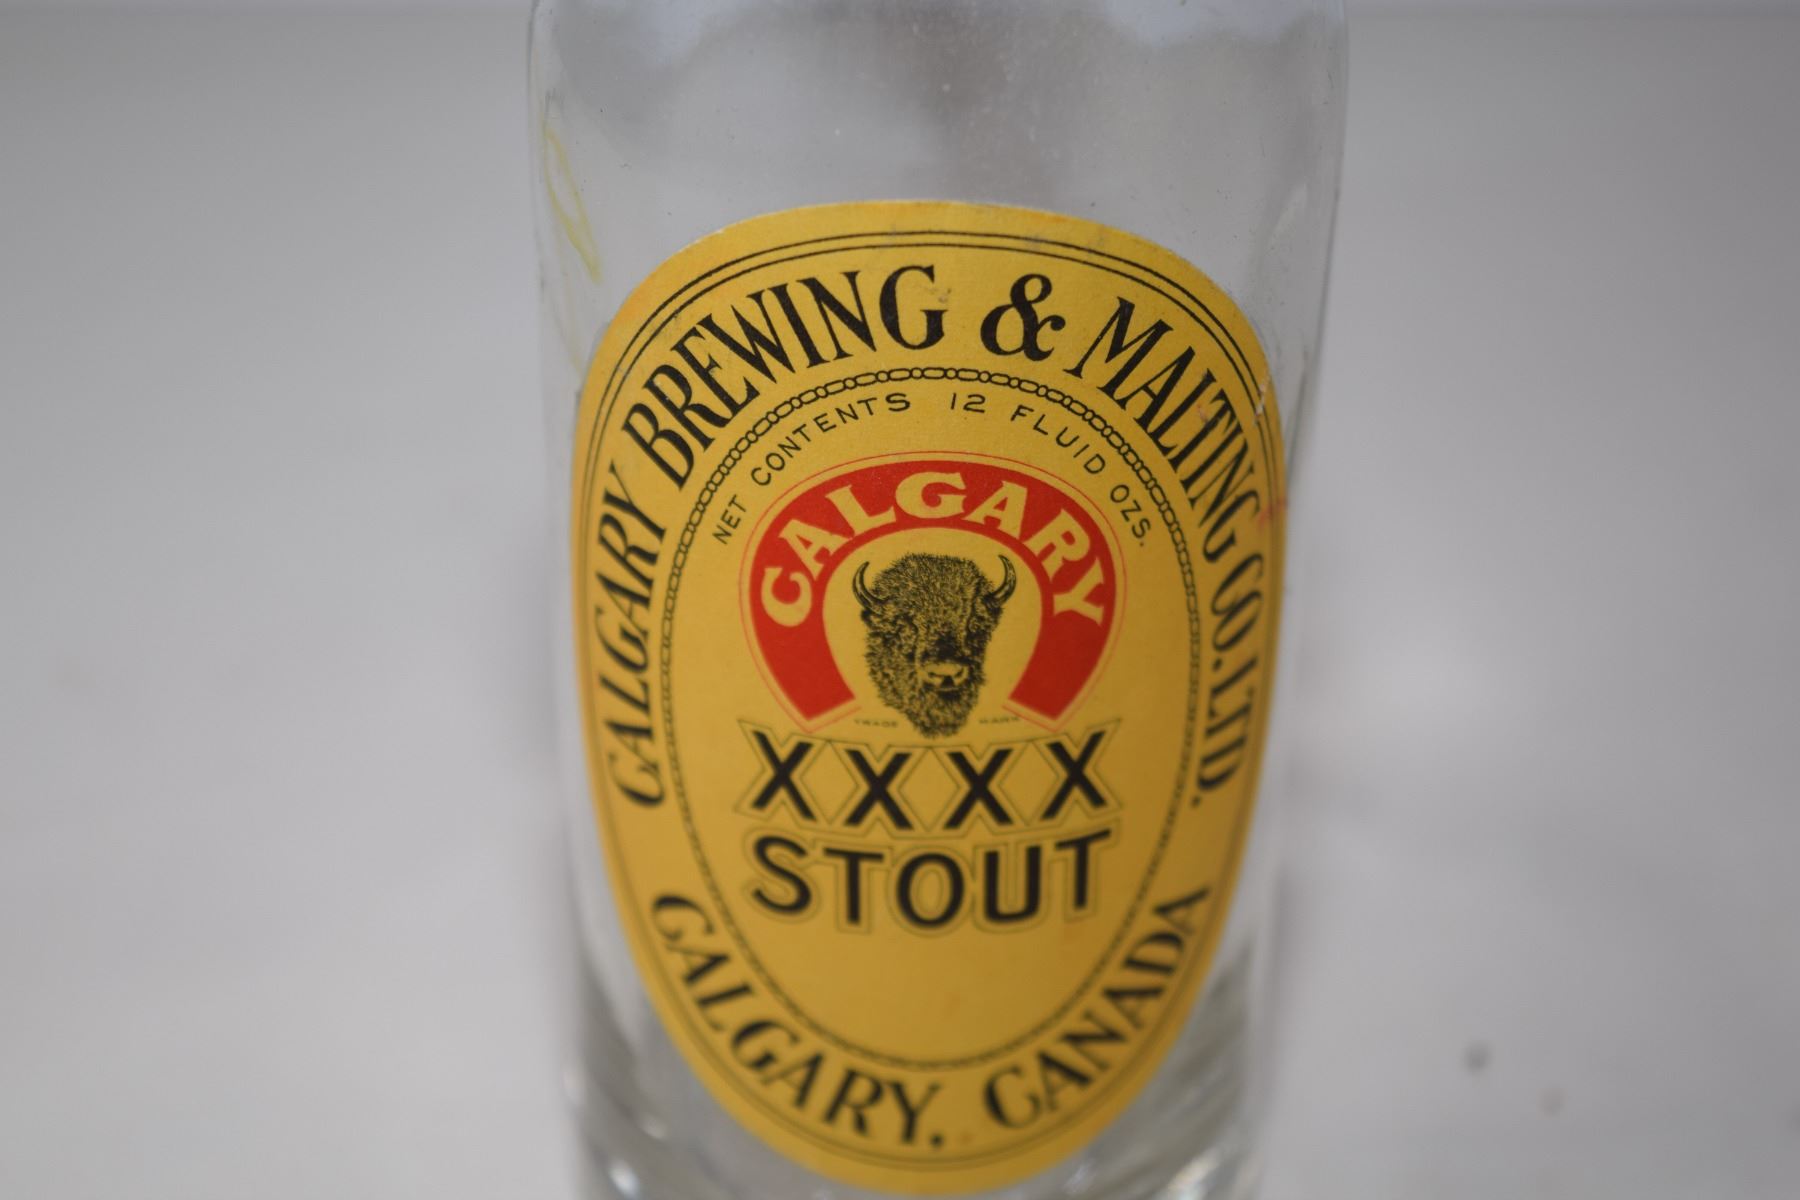 CALGARY BREWING & MALTING CO. LTD.
NET CONTENTS 12 FLUID OZS.
CALGARY
TRADE MARK
XXXX
STOUT
CALGARY, CANADA